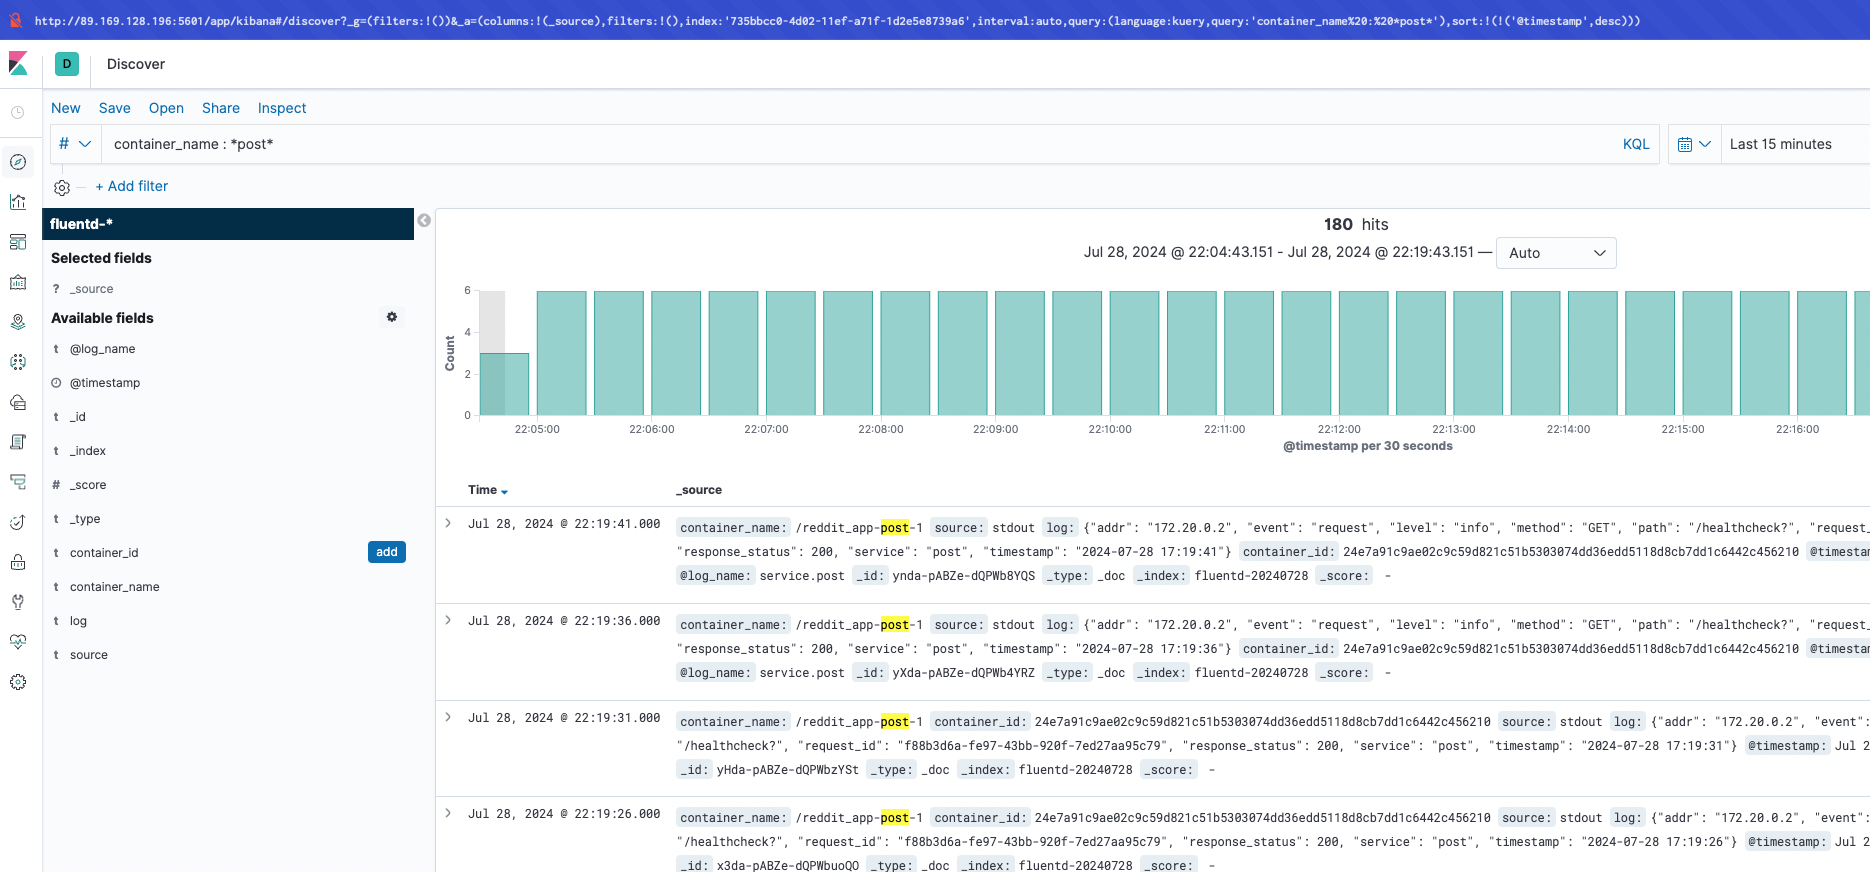 http://89.169.128.196:5601/app/kibana#/discover?_g=(filters:!())&_a=(columns:!(_source),filters:!(),index:'735bbcc0-4d02-11ef-a71f-1d2e5e8739a6',interval:auto,query:(language:kuery,query:'container_name%20:%20*post*'),sort:!(!('@timestamp',desc)))
D Discover
New Save Open Share Inspect
# container_name : *post* KQL Last 15 minutes
+ Add filter
fluentd-*
Selected fields
? _source
Available fields
t @log_name
@timestamp
t _id
t _index
# _score
t _type
t container_id add
t container_name
t log
t source
180 hits
Jul 28, 2024 @ 22:04:43.151 - Jul 28, 2024 @ 22:19:43.151 — Auto
Count
6
4
2
0
22:05:00 22:06:00 22:07:00 22:08:00 22:09:00 22:10:00 22:11:00 22:12:00 22:13:00 22:14:00 22:15:00 22:16:00
@timestamp per 30 seconds
Time _source
Jul 28, 2024 @ 22:19:41.000 container_name: /reddit_app-post-1 source: stdout log: {"addr": "172.20.0.2", "event": "request", "level": "info", "method": "GET", "path": "/healthcheck?", "request_
"response_status": 200, "service": "post", "timestamp": "2024-07-28 17:19:41"} container_id: 24e7a91c9ae02c9c59d821c51b5303074dd36edd5118d8cb7dd1c6442c456210 @timestam
@log_name: service.post _id: ynda-pABZe-dQPWb8YQS _type: _doc _index: fluentd-20240728 _score: -
Jul 28, 2024 @ 22:19:36.000 container_name: /reddit_app-post-1 source: stdout log: {"addr": "172.20.0.2", "event": "request", "level": "info", "method": "GET", "path": "/healthcheck?", "request_
"response_status": 200, "service": "post", "timestamp": "2024-07-28 17:19:36"} container_id: 24e7a91c9ae02c9c59d821c51b5303074dd36edd5118d8cb7dd1c6442c456210 @timestam
@log_name: service.post _id: yXda-pABZe-dQPWb4YRZ _type: _doc _index: fluentd-20240728 _score: -
Jul 28, 2024 @ 22:19:31.000 container_name: /reddit_app-post-1 container_id: 24e7a91c9ae02c9c59d821c51b5303074dd36edd5118d8cb7dd1c6442c456210 source: stdout log: {"addr": "172.20.0.2", "event":
"/healthcheck?", "request_id": "f88b3d6a-fe97-43bb-920f-7ed27aa95c79", "response_status": 200, "service": "post", "timestamp": "2024-07-28 17:19:31"} @timestamp: Jul 2
_id: yHda-pABZe-dQPWbzYSt _type: _doc _index: fluentd-20240728 _score: -
Jul 28, 2024 @ 22:19:26.000 container_name: /reddit_app-post-1 container_id: 24e7a91c9ae02c9c59d821c51b5303074dd36edd5118d8cb7dd1c6442c456210 source: stdout log: {"addr": "172.20.0.2", "event":
"/healthcheck?", "request_id": "f88b3d6a-fe97-43bb-920f-7ed27aa95c79", "response_status": 200, "service": "post", "timestamp": "2024-07-28 17:19:26"} @timestamp: Jul 2
_id: x3da-pABZe-dQPWbuoQO _type: _doc _index: fluentd-20240728 _score: -